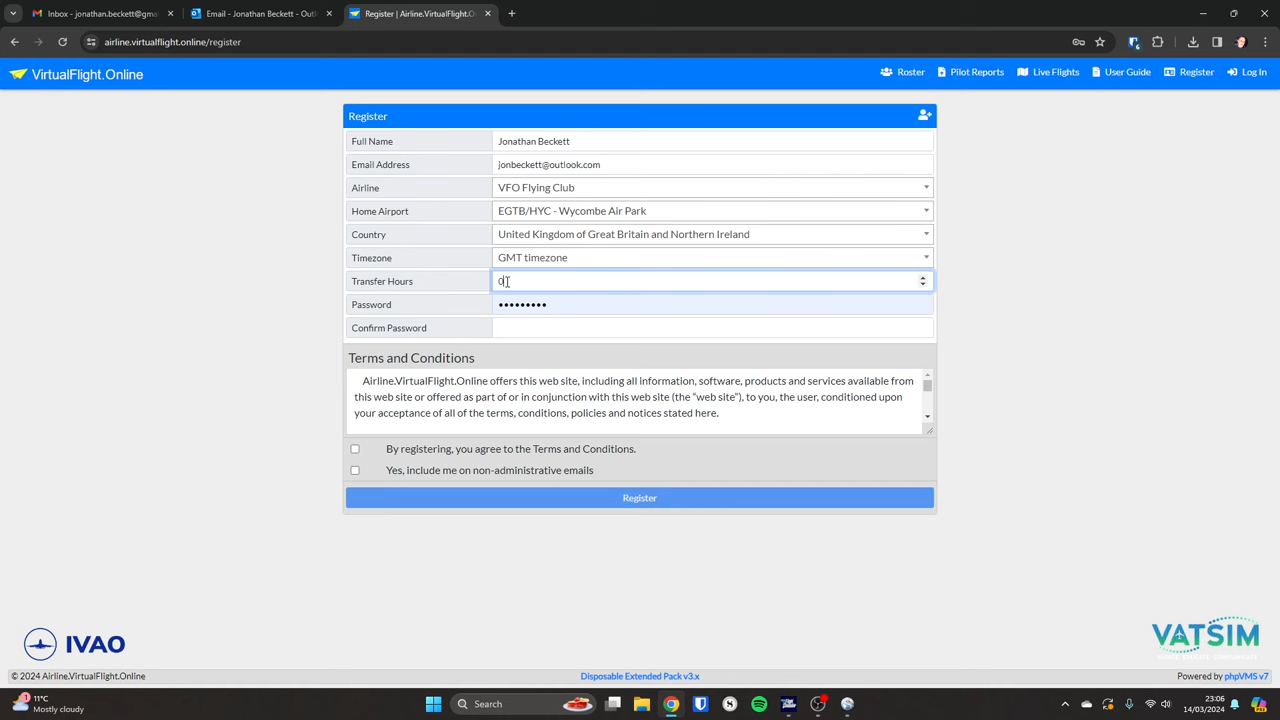 Inbox - jonathan.beckett@gma
Email - Jonathan Beckett - Outl
Register | Airline.VirtualFlight.O
airline.virtualflight.online/register
VirtualFlight.Online
Roster
Pilot Reports
Live Flights
User Guide
Register
Log In
Register
Full Name
Jonathan Beckett
Email Address
jonbeckett@outlook.com
Airline
VFO Flying Club
Home Airport
EGTB/HYC - Wycombe Air Park
Country
United Kingdom of Great Britain and Northern Ireland
Timezone
GMT timezone
Transfer Hours
0
Password
•••••••••
Confirm Password
Terms and Conditions
Airline.VirtualFlight.Online offers this web site, including all information, software, products and services available from
this web site or offered as part of or in conjunction with this web site (the “web site”), to you, the user, conditioned upon
your acceptance of all of the terms, conditions, policies and notices stated here.
By registering, you agree to the Terms and Conditions.
Yes, include me on non-administrative emails
Register
IVAO
VATSIM
© 2024 Airline.VirtualFlight.Online
Disposable Extended Pack v3.x
Powered by phpVMS v7
11°C
Mostly cloudy
Search
23:06
14/03/2024